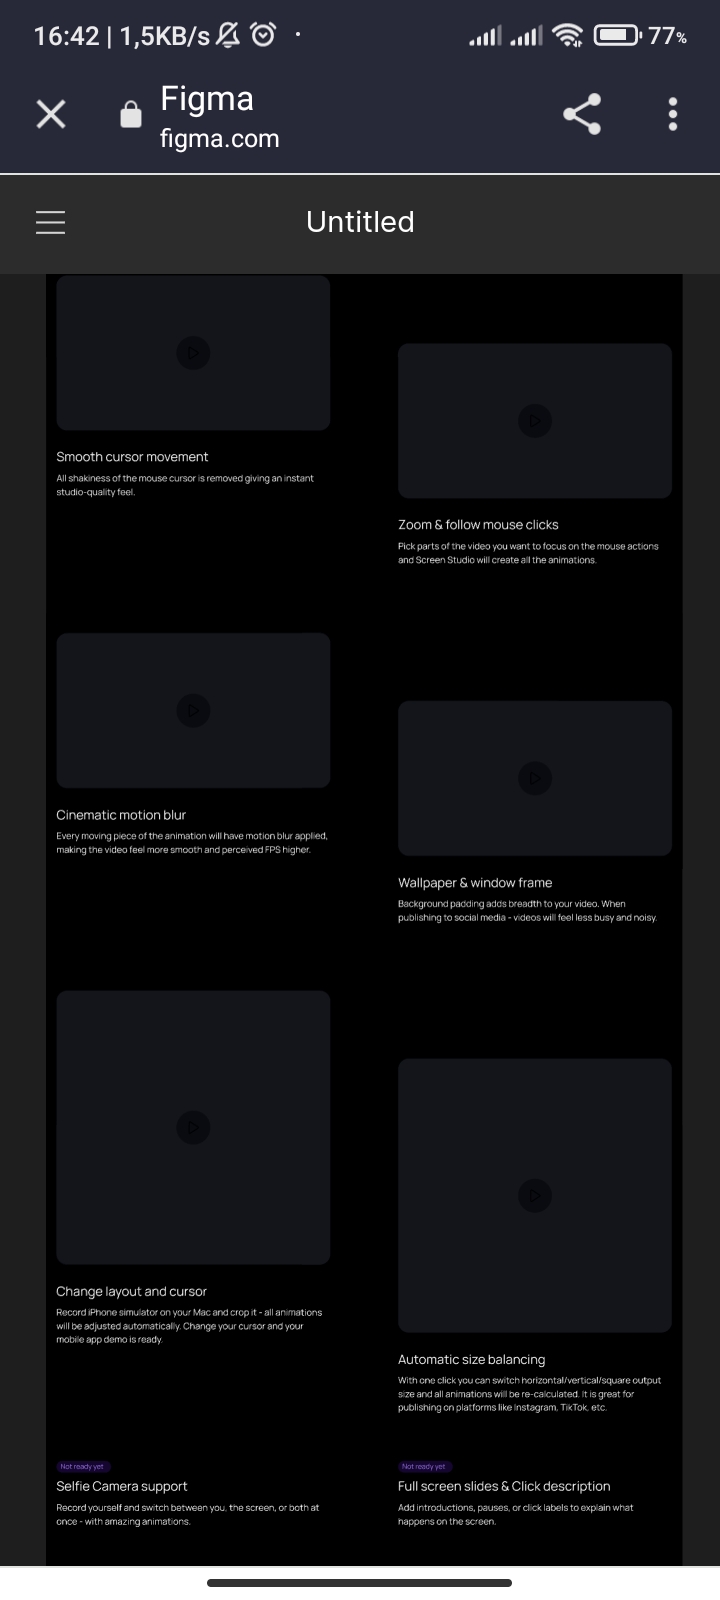 16:42 | 1,5KB/s
77%
Figma
figma.com
Untitled
Smooth cursor movement
All shakiness of the mouse cursor is removed giving an instant
studio-quality feel.
Zoom & follow mouse clicks
Pick parts of the video you want to focus on the mouse actions
and Screen Studio will create all the animations.
Cinematic motion blur
Every moving piece of the animation will have motion blur applied,
making the video feel more smooth and perceived FPS higher.
Wallpaper & window frame
Background padding adds breadth to your video. When
publishing to social media - videos will feel less busy and noisy.
Change layout and cursor
Record iPhone simulator on your Mac and crop it - all animations
will be adjusted automatically. Change your cursor and your
mobile app demo is ready.
Automatic size balancing
With one click you can switch horizontal/vertical/square output
size and all animations will be re-calculated. It is great for
publishing on platforms like Instagram, TikTok, etc.
Not ready yet
Selfie Camera support
Record yourself and switch between you, the screen, or both at
once - with amazing animations.
Not ready yet
Full screen slides & Click description
Add introductions, pauses, or click labels to explain what
happens on the screen.